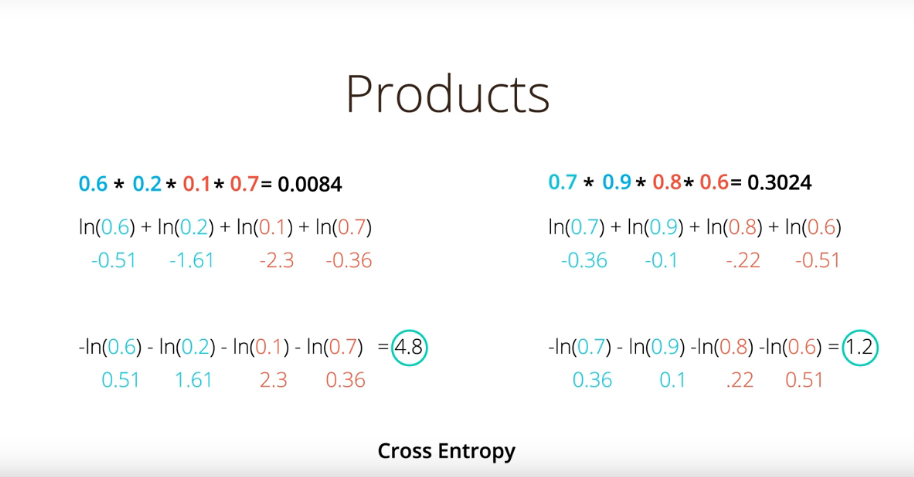 Products
0.6 * 0.2 * 0.1 * 0.7 = 0.0084
ln(0.6) + ln(0.2) + ln(0.1) + ln(0.7)
-0.51 -1.61 -2.3 -0.36
-ln(0.6) - ln(0.2) - ln(0.1) - ln(0.7) = 4.8
0.51 1.61 2.3 0.36
0.7 * 0.9 * 0.8* 0.6= 0.3024
ln(0.7) + ln(0.9) + ln(0.8) + ln(0.6)
-0.36 -0.1 -.22 -0.51
-ln(0.7) - ln(0.9) -ln(0.8) -ln(0.6) = 1.2
0.36 0.1 .22 0.51
Cross Entropy